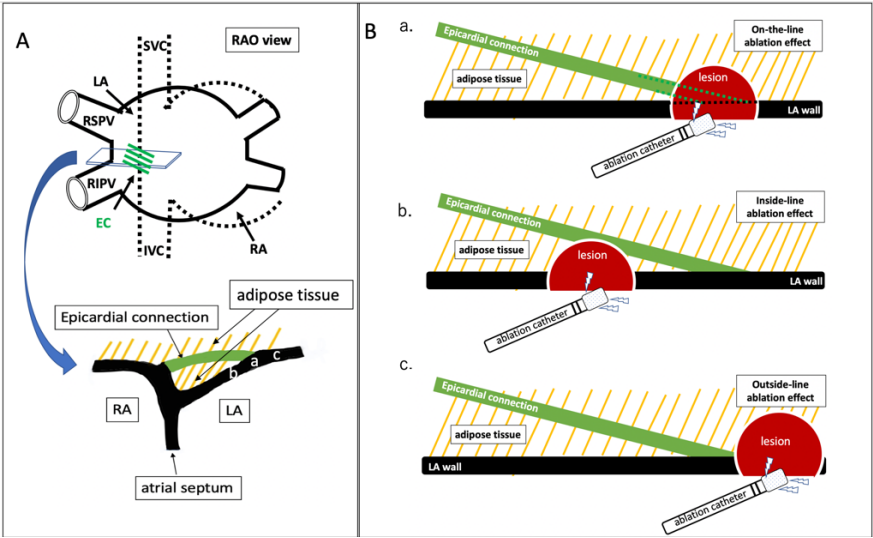 A
RAO view
SVC
LA
RSPV
RIPV
EC
IVC
RA
adipose tissue
Epicardial connection
a
b
c
RA
LA
atrial septum
B
a.
Epicardial connection
On-the-line
ablation effect
adipose tissue
lesion
LA wall
ablation catheter
b.
Epicardial connection
Inside-line
ablation effect
adipose tissue
lesion
LA wall
ablation catheter
c.
Epicardial connection
Outside-line
ablation effect
adipose tissue
lesion
LA wall
ablation catheter